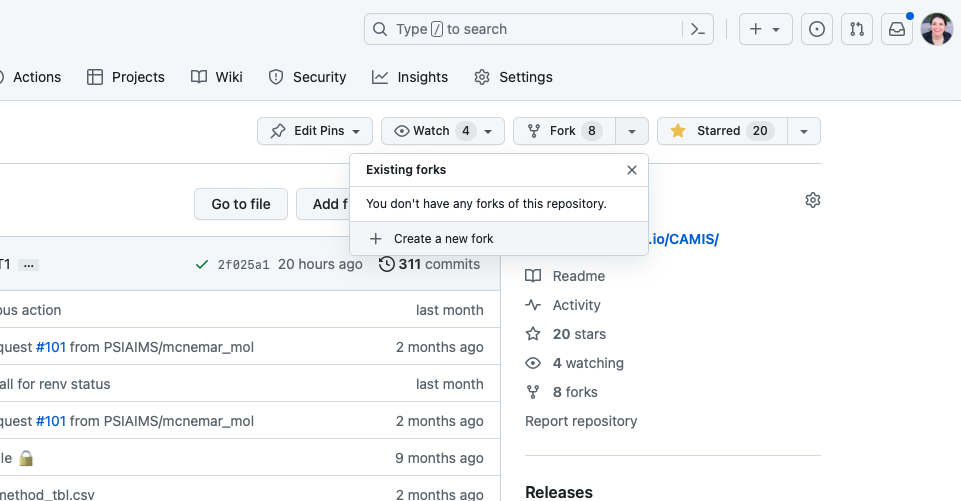 Type / to search
Actions Projects Wiki Security Insights Settings
Edit Pins Watch 4 Fork 8 Starred 20
Existing forks
You don't have any forks of this repository.
Create a new fork
Go to file Add f
.io/CAMIS/
T1 ... 2f025a1 20 hours ago 311 commits
Readme
Activity
20 stars
4 watching
8 forks
Report repository
ous action last month
quest #101 from PSIAIMS/mcnemar_mol 2 months ago
all for renv status last month
quest #101 from PSIAIMS/mcnemar_mol 2 months ago
le 9 months ago
method_tbl.csv 2 months ago
Releases